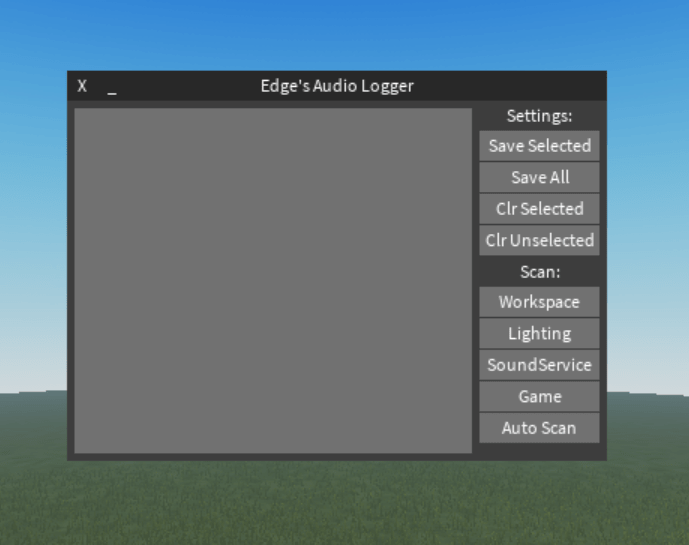 X _ Edge's Audio Logger
Settings:
Save Selected
Save All
Clr Selected
Clr Unselected
Scan:
Workspace
Lighting
SoundService
Game
Auto Scan